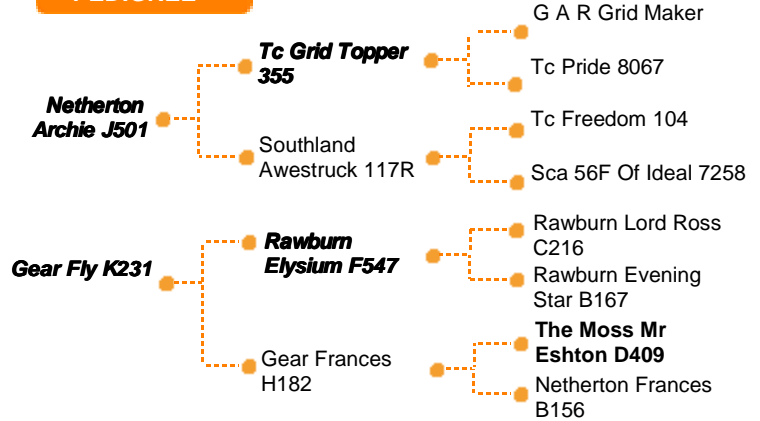 G A R Grid Maker
Tc Grid Topper
355
Tc Pride 8067
Netherton
Archie J501
Tc Freedom 104
Southland
Awestruck 117R
Sca 56F Of Ideal 7258
Rawburn Lord Ross
C216
Rawburn
Elysium F547
Rawburn Evening
Star B167
Gear Fly K231
The Moss Mr
Eshton D409
Gear Frances
H182
Netherton Frances
B156